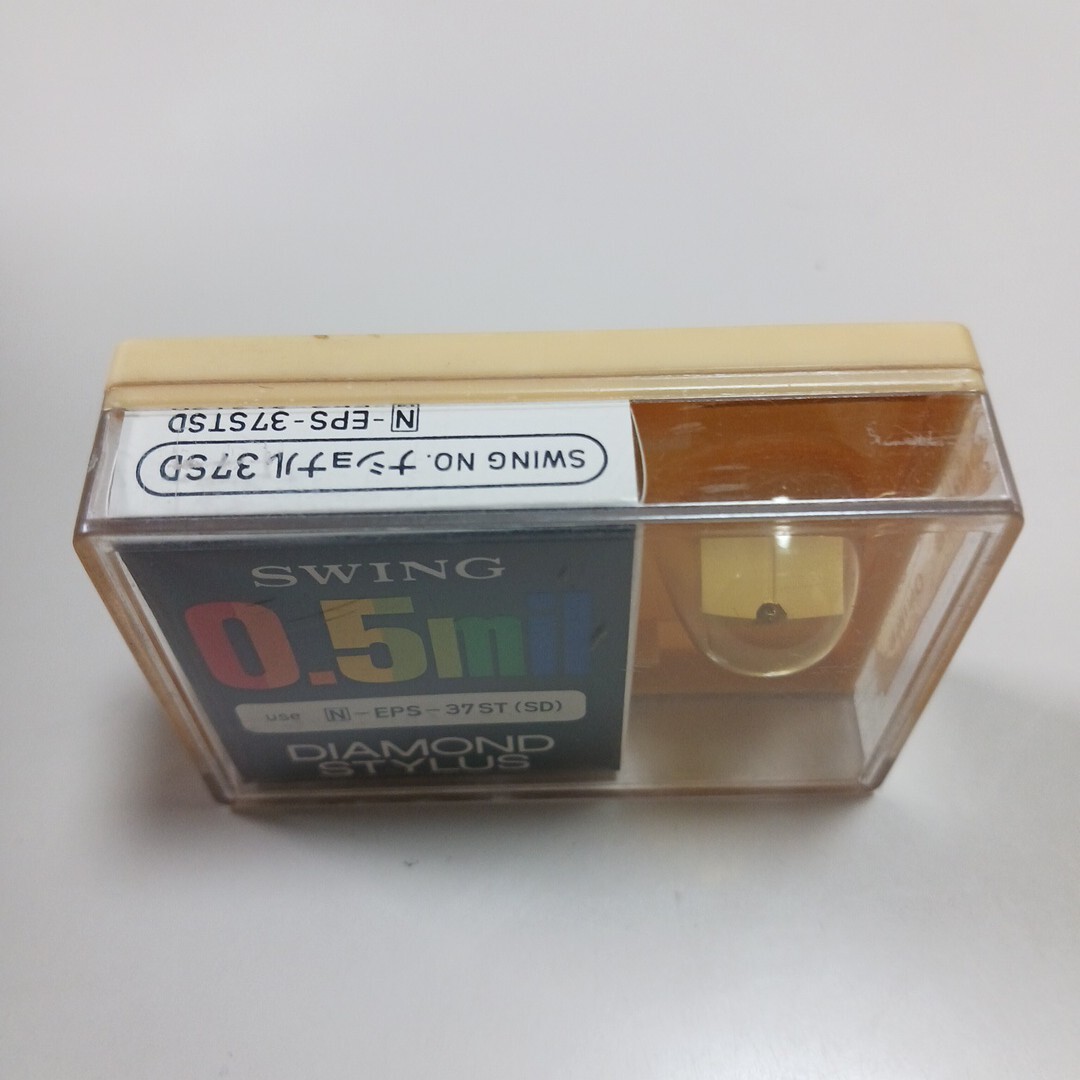 SWING NO. ナショナル 37SD
N-EPS-37STSD
SWING
0.5mil
use N-EPS-37ST(SD)
DIAMOND
STYLUS